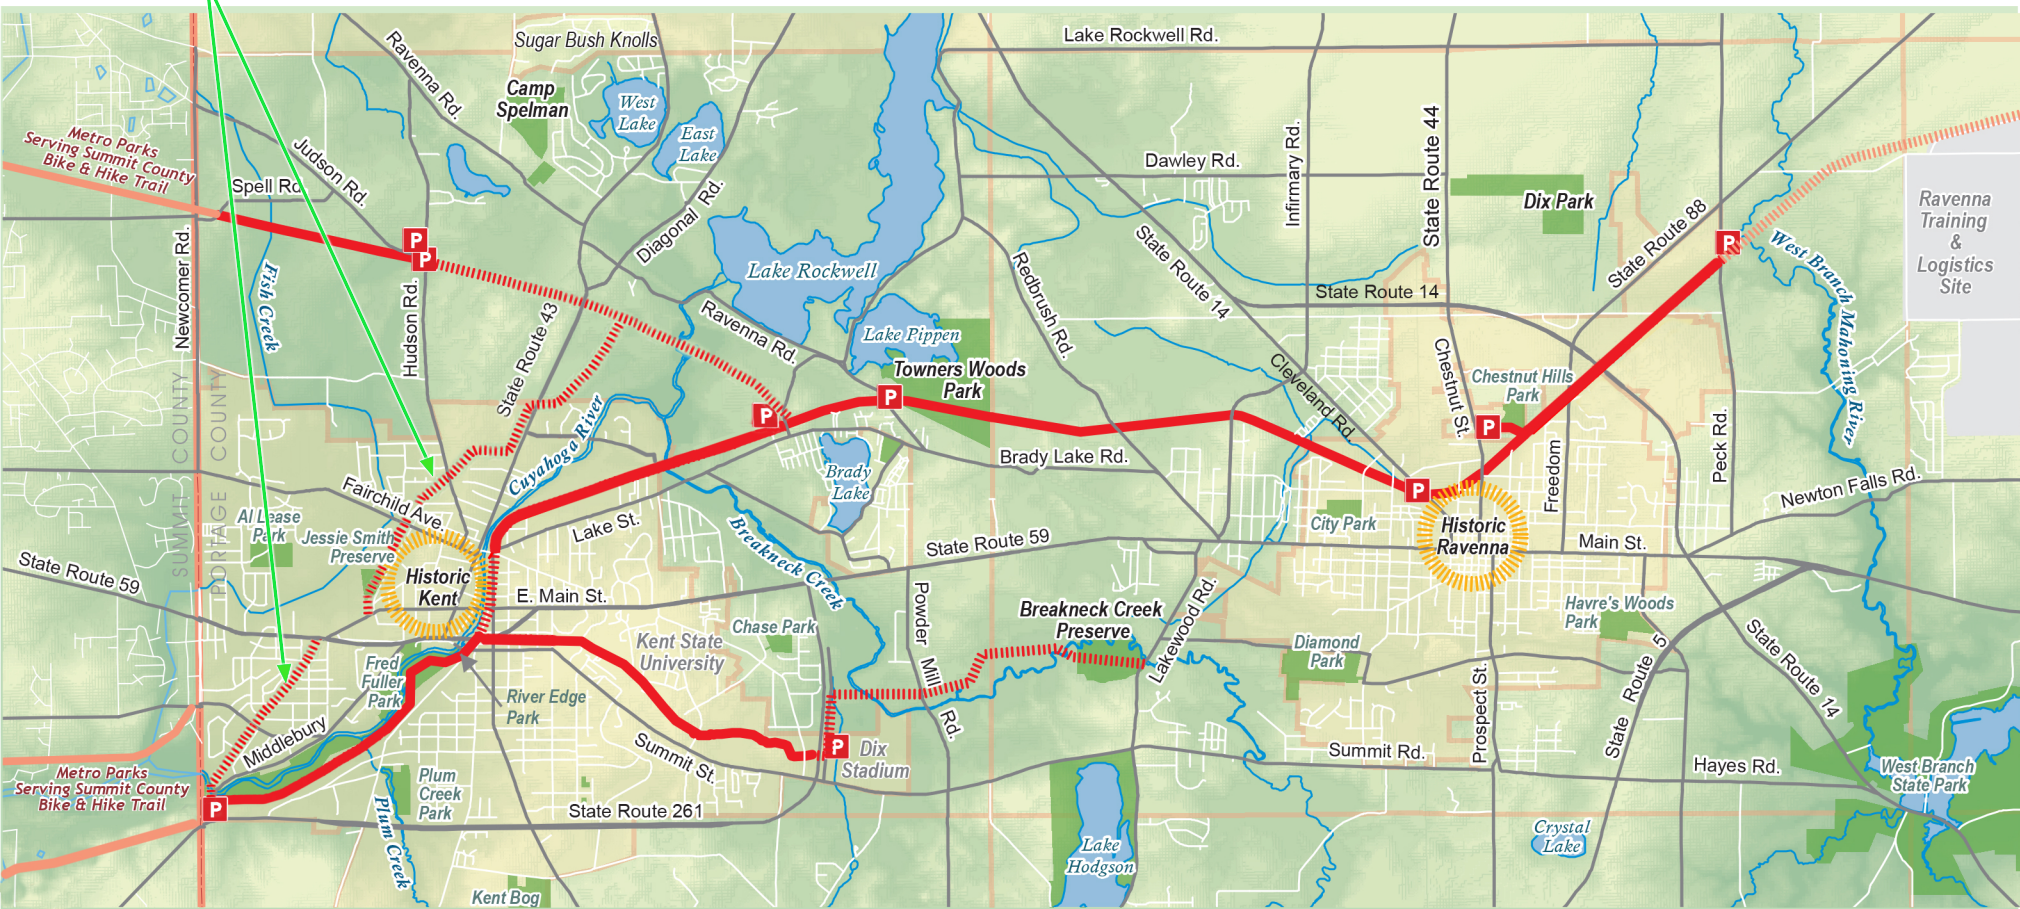 Sugar Bush Knolls
Lake Rockwell Rd.
Ravenna Rd.
Camp
Spelman
West
Lake
East
Lake
Metro Parks
Serving Summit County
Bike & Hike Trail
Judson Rd.
Spell Rd
Dawley Rd.
Infirmary Rd.
State Route 44
Dix Park
State Route 88
Ravenna
Training
&
Logistics
Site
Diagonal Rd.
Newcomer Rd.
Fish Creek
Hudson Rd.
State Route 43
Lake Rockwell
Ravenna Rd.
Lake Pippen
Redbrush Rd.
State Route 14
State Route 14
West Branch Mahoning River
P
P
P
P
P
P
P
P
P
P
Towners Woods
Park
Cleveland Rd.
Chestnut St.
Chestnut Hills
Park
Freedom
Peck Rd.
SUMMIT COUNTY
PORTAGE COUNTY
Cuyahoga River
Brady Lake Rd.
Brady
Lake
Newton Falls Rd.
Fairchild Ave.
Al Lease
Park
Jessie Smith
Preserve
Lake St.
City Park
Historic
Ravenna
Main St.
State Route 59
State Route 59
Breakneck Creek
Historic
Kent
E. Main St.
Powder Mill Rd.
Breakneck Creek
Preserve
Lakewood Rd.
Havre's Woods
Park
Chase Park
Kent State
University
Diamond
Park
Fred
Fuller
Park
River Edge
Park
Prospect St.
State Route 5
State Route 14
Middlebury
Summit St.
Dix
Stadium
Summit Rd.
Hayes Rd.
West Branch
State Park
Metro Parks
Serving Summit County
Bike & Hike Trail
Plum
Creek
Park
Plum Creek
State Route 261
Lake
Hodgson
Crystal
Lake
Kent Bog